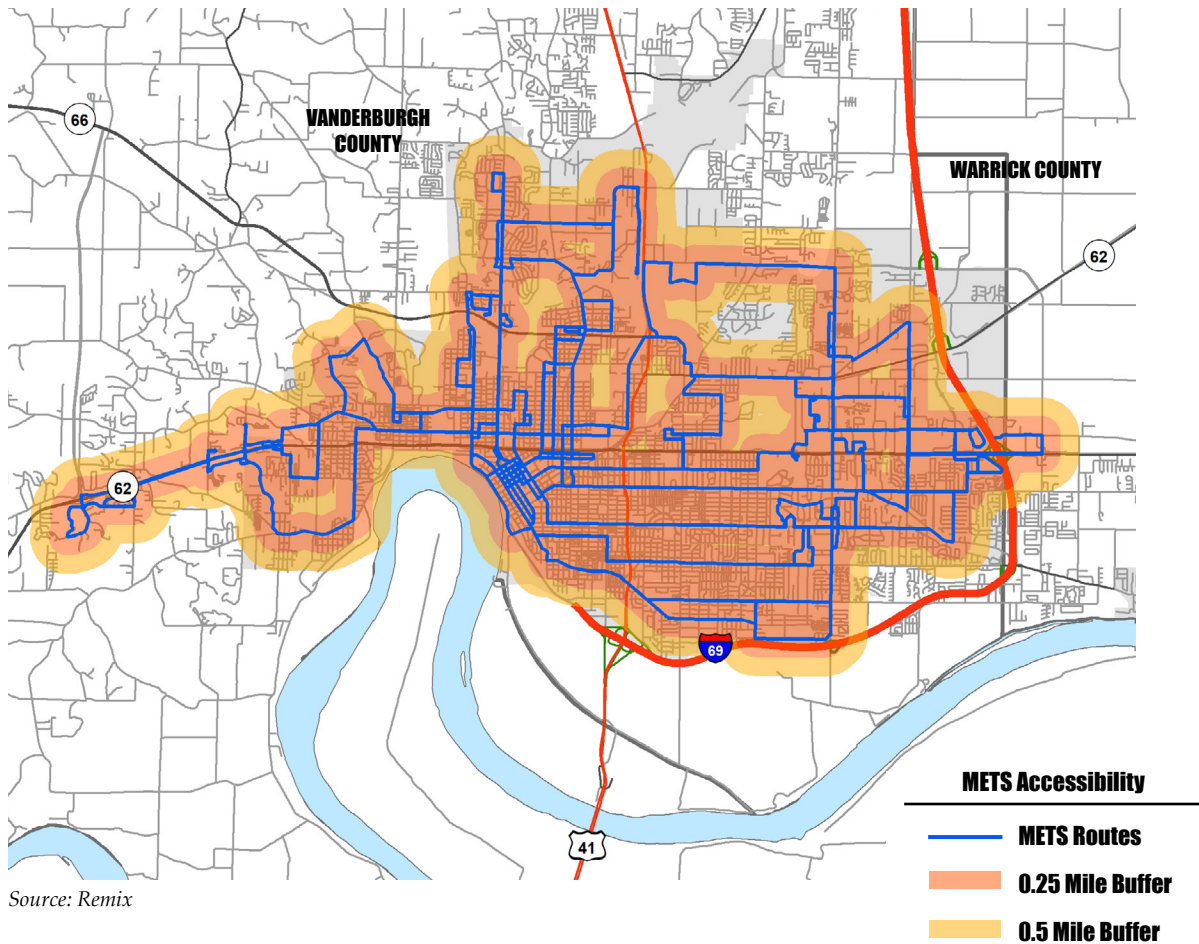 66
VANDERBURGH
COUNTY
WARRICK COUNTY
62
62
69
41
METS Accessibility
METS Routes
0.25 Mile Buffer
0.5 Mile Buffer
Source: Remix